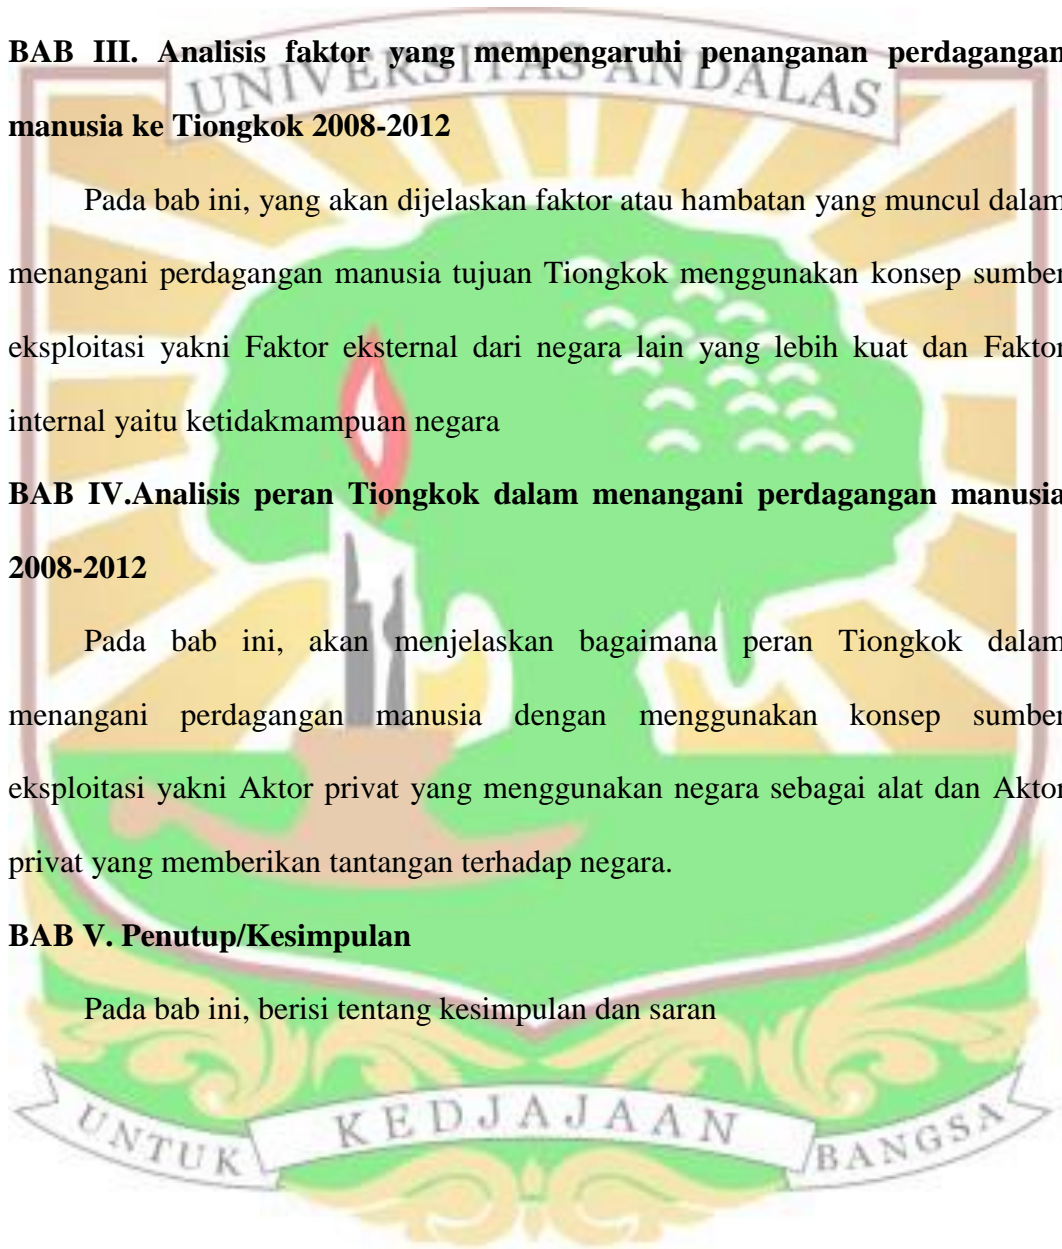 BAB III. Analisis faktor yang mempengaruhi penanganan perdagangan
UNIVERSITAS ANDALAS
manusia ke Tiongkok 2008-2012
Pada bab ini, yang akan dijelaskan faktor atau hambatan yang muncul dalam
menangani perdagangan manusia tujuan Tiongkok menggunakan konsep sumber
eksploitasi yakni Faktor eksternal dari negara lain yang lebih kuat dan Faktor
internal yaitu ketidakmampuan negara
BAB IV.Analisis peran Tiongkok dalam menangani perdagangan manusia
2008-2012
Pada bab ini, akan menjelaskan bagaimana peran Tiongkok dalam
menangani perdagangan manusia dengan menggunakan konsep sumber
eksploitasi yakni Aktor privat yang menggunakan negara sebagai alat dan Aktor
privat yang memberikan tantangan terhadap negara.
BAB V. Penutup/Kesimpulan
Pada bab ini, berisi tentang kesimpulan dan saran
UNTUK KEDJAJAAN BANGSA